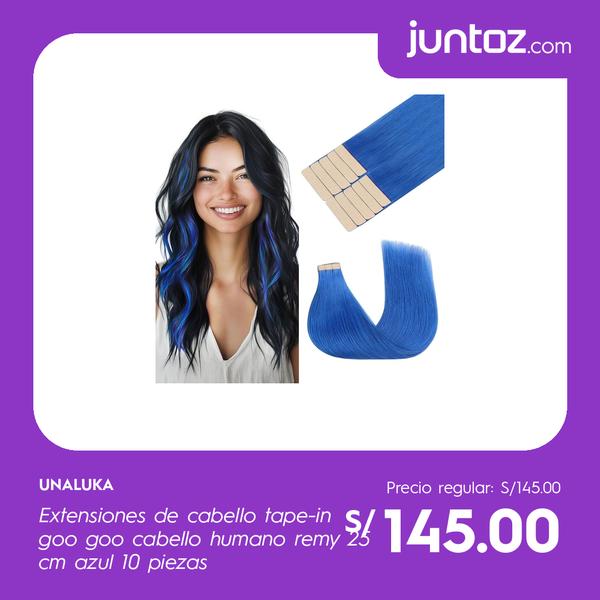 juntoz.com
UNALUKA
Extensiones de cabello tape-in
goo goo cabello humano remy 25
cm azul 10 piezas
Precio regular: S/145.00
S/ 145.00